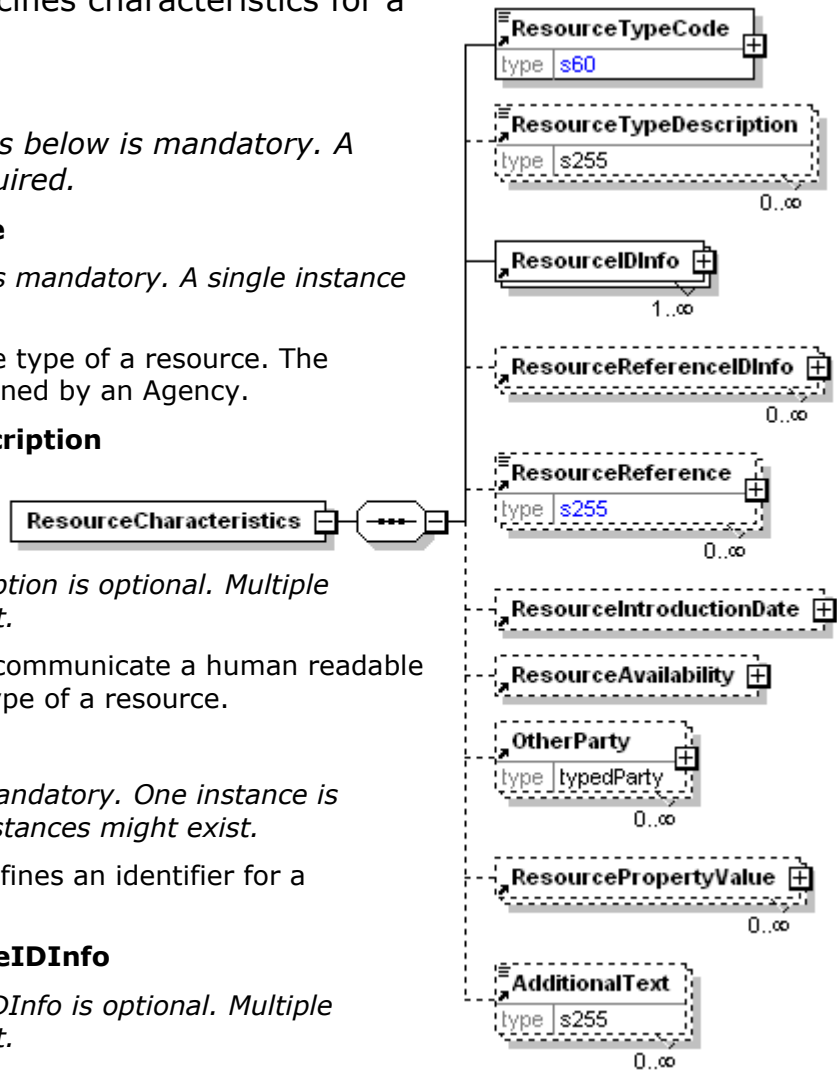 cifies characteristics for a
s below is mandatory. A
uired.
e
s mandatory. A single instance
e type of a resource. The
ned by an Agency.
cription
ption is optional. Multiple
t.
communicate a human readable
ype of a resource.
andatory. One instance is
stances might exist.
fines an identifier for a
eIDInfo
DInfo is optional. Multiple
t.
ResourceCharacteristics
ResourceTypeCode
type s60
ResourceTypeDescription
type s255
0..∞
ResourceIDInfo
1..∞
ResourceReferenceIDInfo
0..∞
ResourceReference
type s255
0..∞
ResourceIntroductionDate
ResourceAvailability
OtherParty
type typedParty
0..∞
ResourcePropertyValue
0..∞
AdditionalText
type s255
0..∞